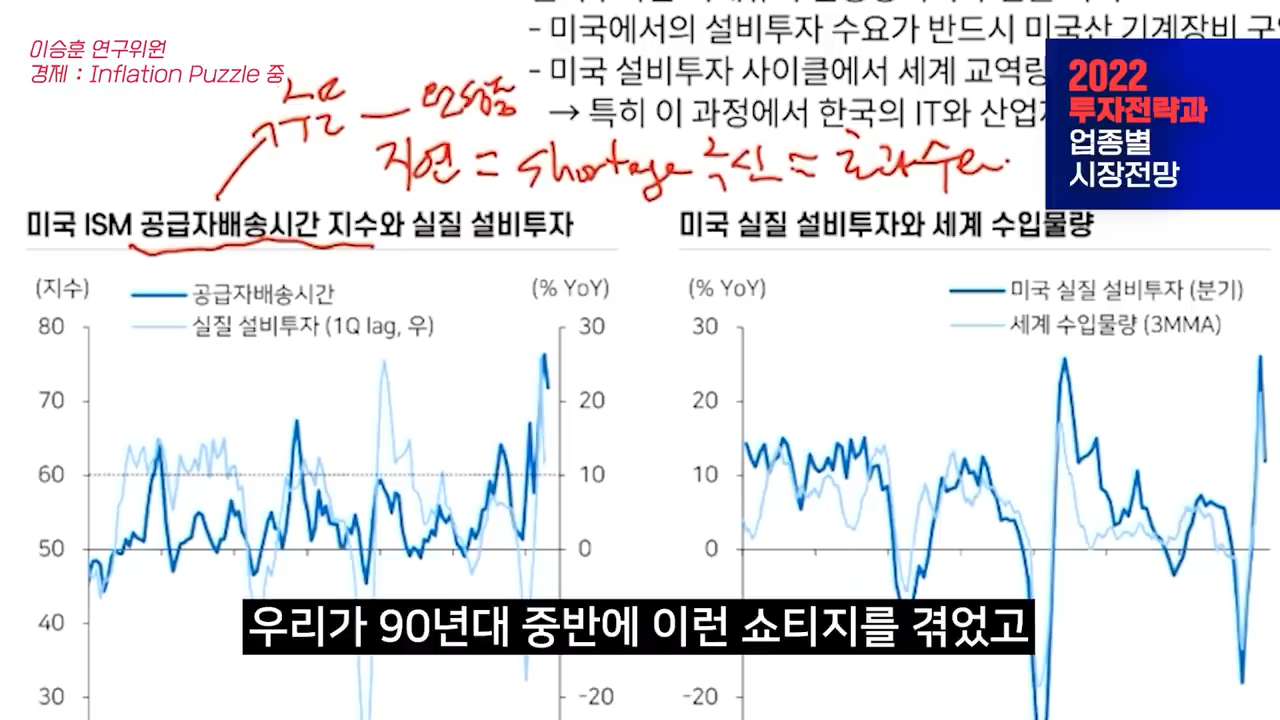 이승훈 연구위원
경제 : Inflation Puzzle 중
- 미국에서의 설비투자 수요가 반드시 미국산 기계장비 구
- 미국 설비투자 사이클에서 세계 교역량
→ 특히 이 과정에서 한국의 IT와 산업
2022
투자전략과
업종별
시장전망
지연 = shortage 극심 = 초과수요
미국 ISM 공급자배송시간 지수와 실질 설비투자
(지수)
(% YoY)
공급자배송시간
실질 설비투자 (1Q lag, 우)
80
70
60
50
40
30
30
20
10
0
-20
미국 실질 설비투자와 세계 수입물량
(% YoY)
미국 실질 설비투자 (분기)
세계 수입물량 (3MMA)
30
20
10
0
-20
우리가 90년대 중반에 이런 쇼티지를 겪었고